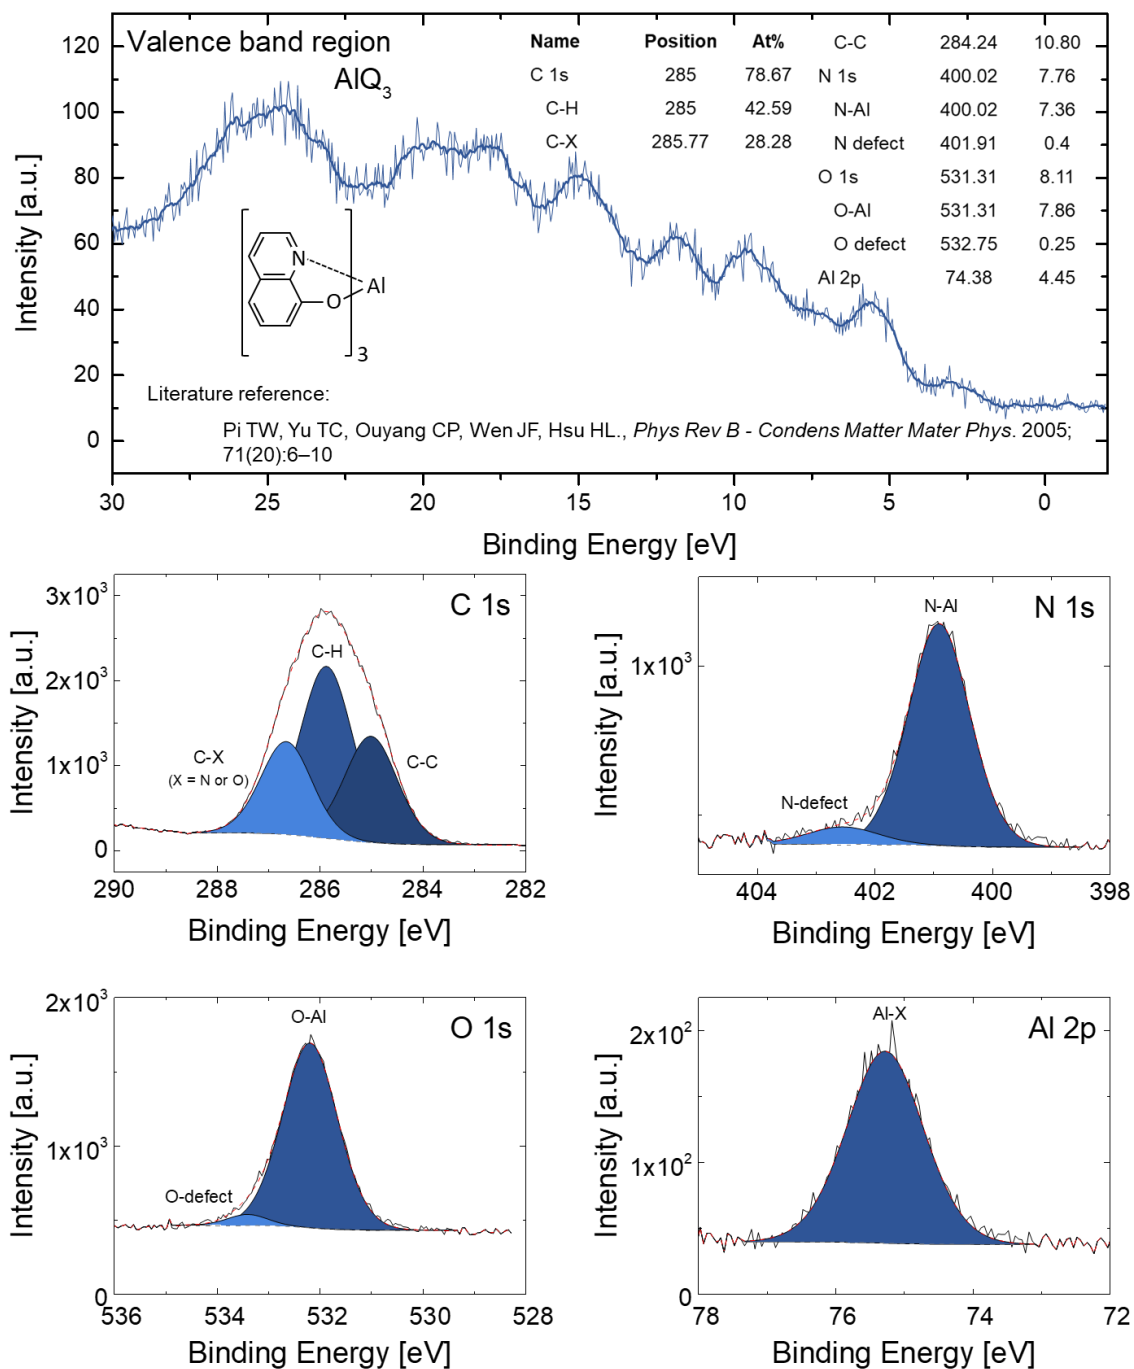 Valence band region
AlQ3
Name Position At%
C 1s 285 78.67
C-H 285 42.59
C-X 285.77 28.28
C-C 284.24 10.80
N 1s 400.02 7.76
N-Al 400.02 7.36
N defect 401.91 0.4
O 1s 531.31 8.11
O-Al 531.31 7.86
O defect 532.75 0.25
Al 2p 74.38 4.45
120
100
80
60
40
20
0
Intensity [a.u.]
N
O
Al
3
Literature reference:
Pi TW, Yu TC, Ouyang CP, Wen JF, Hsu HL., Phys Rev B - Condens Matter Mater Phys. 2005;
71(20):6–10
30 25 20 15 10 5 0
Binding Energy [eV]
C 1s
3x10³
2x10³
1x10³
0
Intensity [a.u.]
C-H
C-X
(X = N or O)
C-C
290 288 286 284 282
Binding Energy [eV]
N 1s
1x10³
Intensity [a.u.]
N-Al
N-defect
404 402 400 398
Binding Energy [eV]
O 1s
2x10³
1x10³
0
Intensity [a.u.]
O-Al
O-defect
536 534 532 530 528
Binding Energy [eV]
Al 2p
2x10²
1x10²
0
Intensity [a.u.]
Al-X
78 76 74 72
Binding Energy [eV]